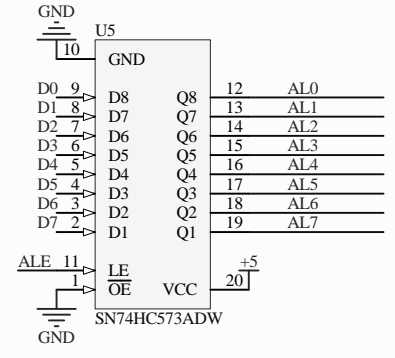 GND
U5
10 GND
D0 9 D8 Q8 12 AL0
D1 8 D7 Q7 13 AL1
D2 7 D6 Q6 14 AL2
D3 6 D5 Q5 15 AL3
D4 5 D4 Q4 16 AL4
D5 4 D3 Q3 17 AL5
D6 3 D2 Q2 18 AL6
D7 2 D1 Q1 19 AL7
ALE 11 LE +5
1 OE VCC 20
SN74HC573ADW
GND